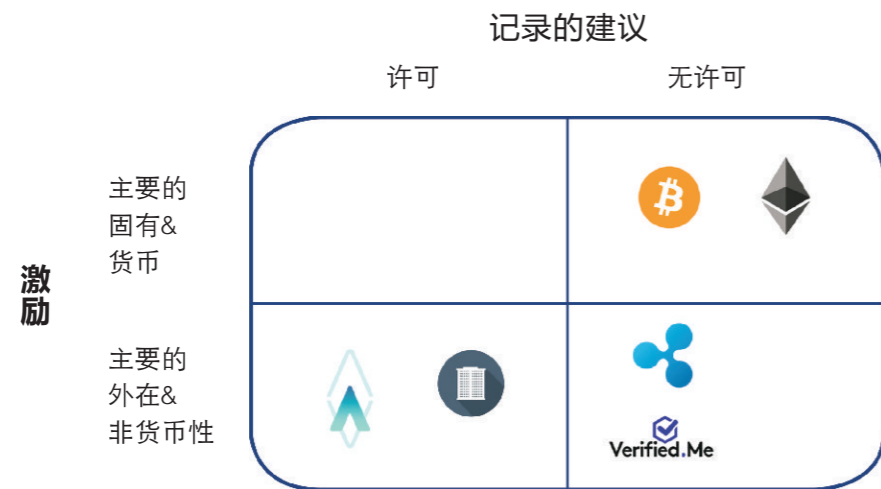 记录的建议
许可
无许可
主要的
固有&
货币
激励
主要的
外在&
非货币性
Verified.Me